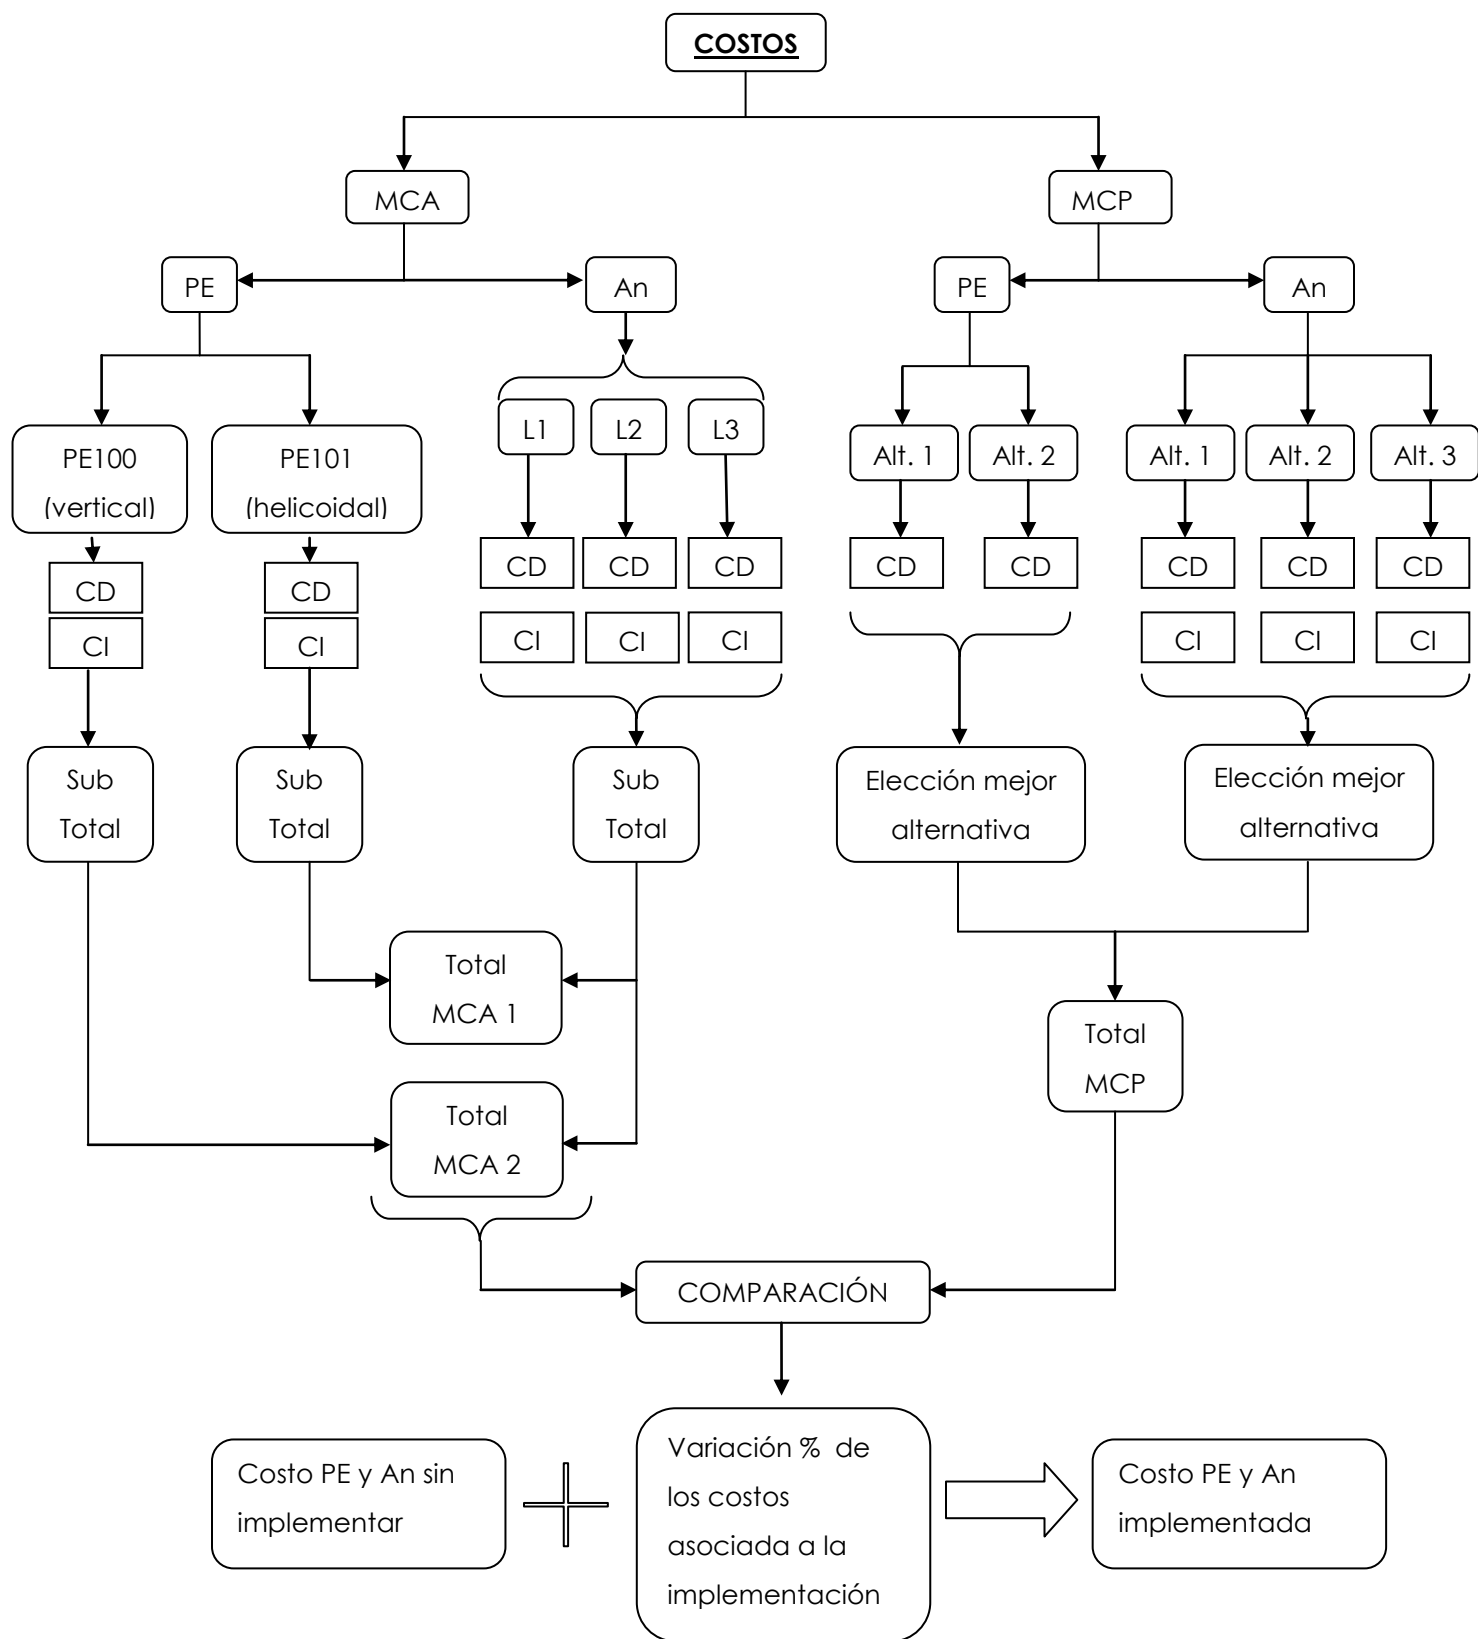 COSTOS
MCA
MCP
PE
An
PE
An
L1
L2
L3
PE100
(vertical)
PE101
(helicoidal)
Alt. 1
Alt. 2
Alt. 1
Alt. 2
Alt. 3
CD
CD
CD
CD
CD
CD
CD
CD
CD
CD
CI
CI
CI
CI
CI
CI
CI
CI
Sub
Total
Sub
Total
Sub
Total
Elección mejor
alternativa
Elección mejor
alternativa
Total
MCA 1
Total
MCP
Total
MCA 2
COMPARACIÓN
Costo PE y An sin
implementar
Variación % de
los costos
asociada a la
implementación
Costo PE y An
implementada